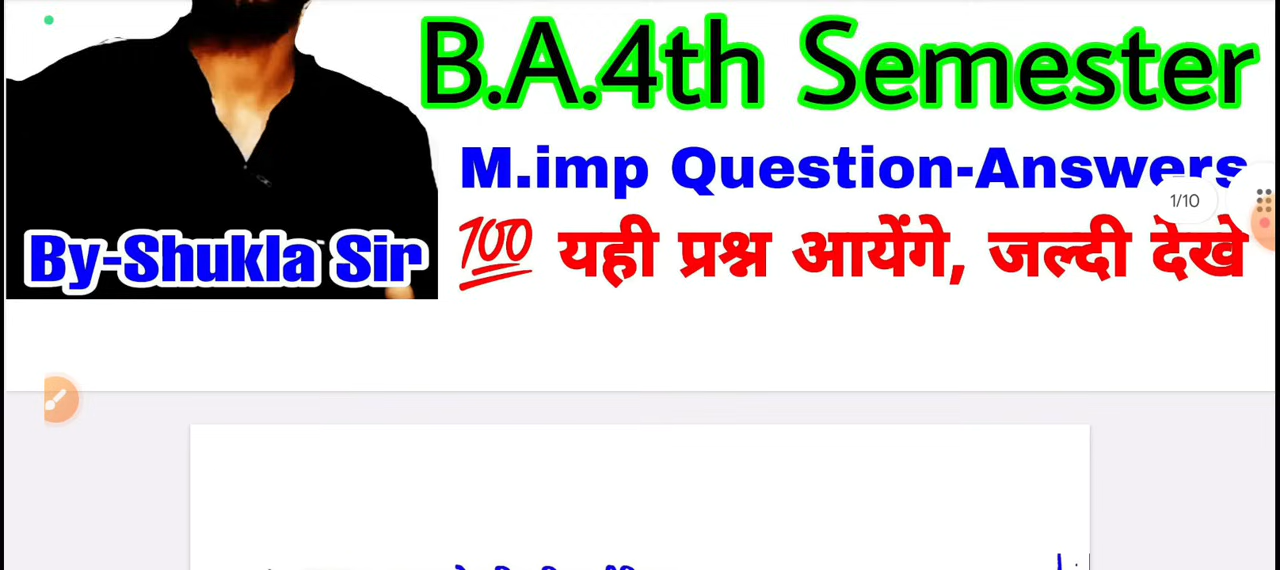 B.A.4th Semester
M.imp Question-Answers
1/10
By-Shukla Sir
💯 यही प्रश्न आयेंगे, जल्दी देखे